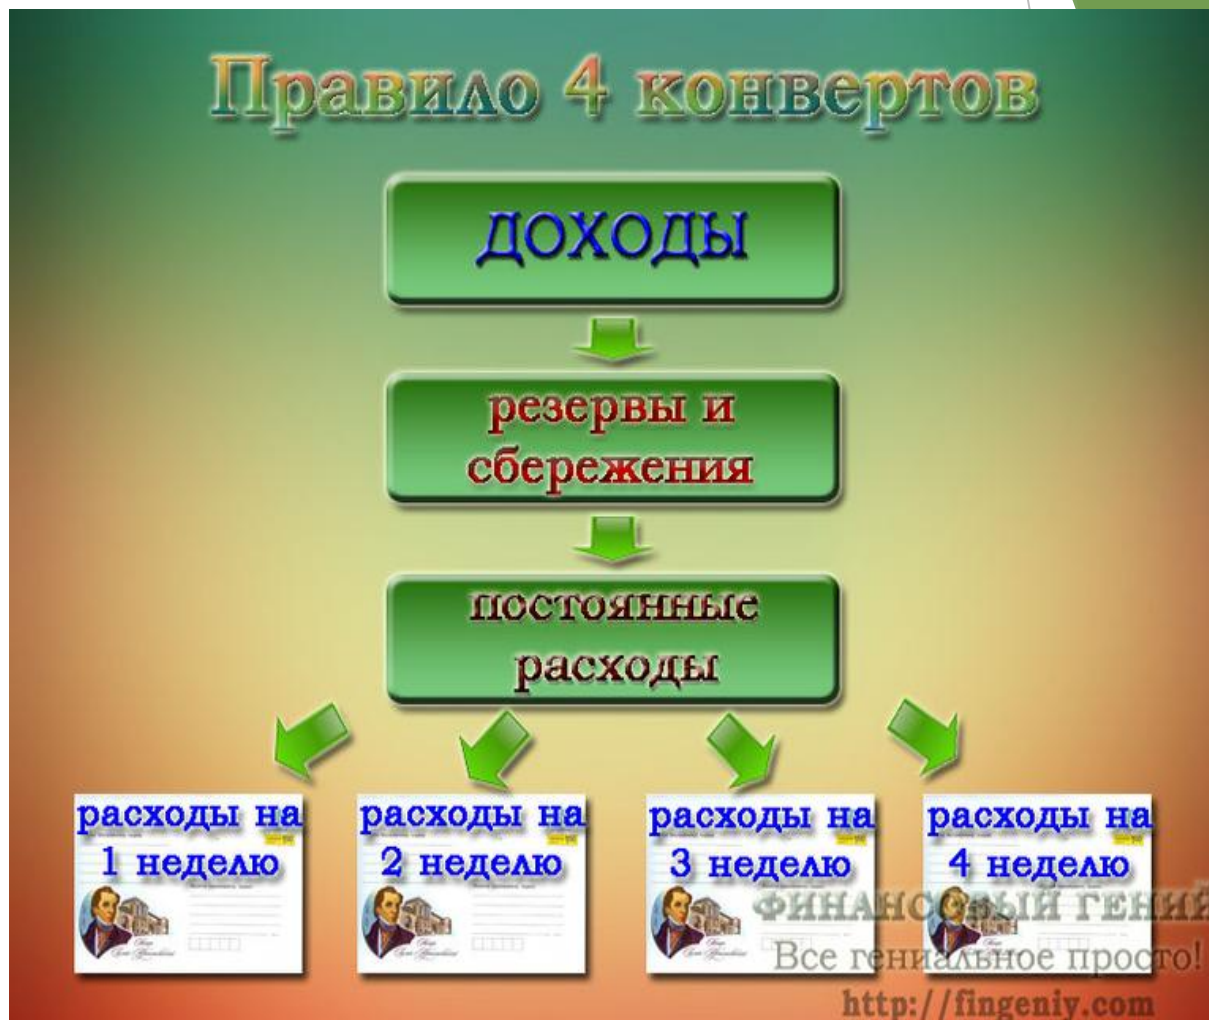 Правило 4 конвертов
ДОХОДЫ
резервы и
сбережения
постоянные
расходы
расходы на
1 неделю
расходы на
2 неделю
расходы на
3 неделю
расходы на
4 неделю
ФИНАНСОВЫЙ ГЕНИЙ
Все гениальное просто!
http://fingeniy.com